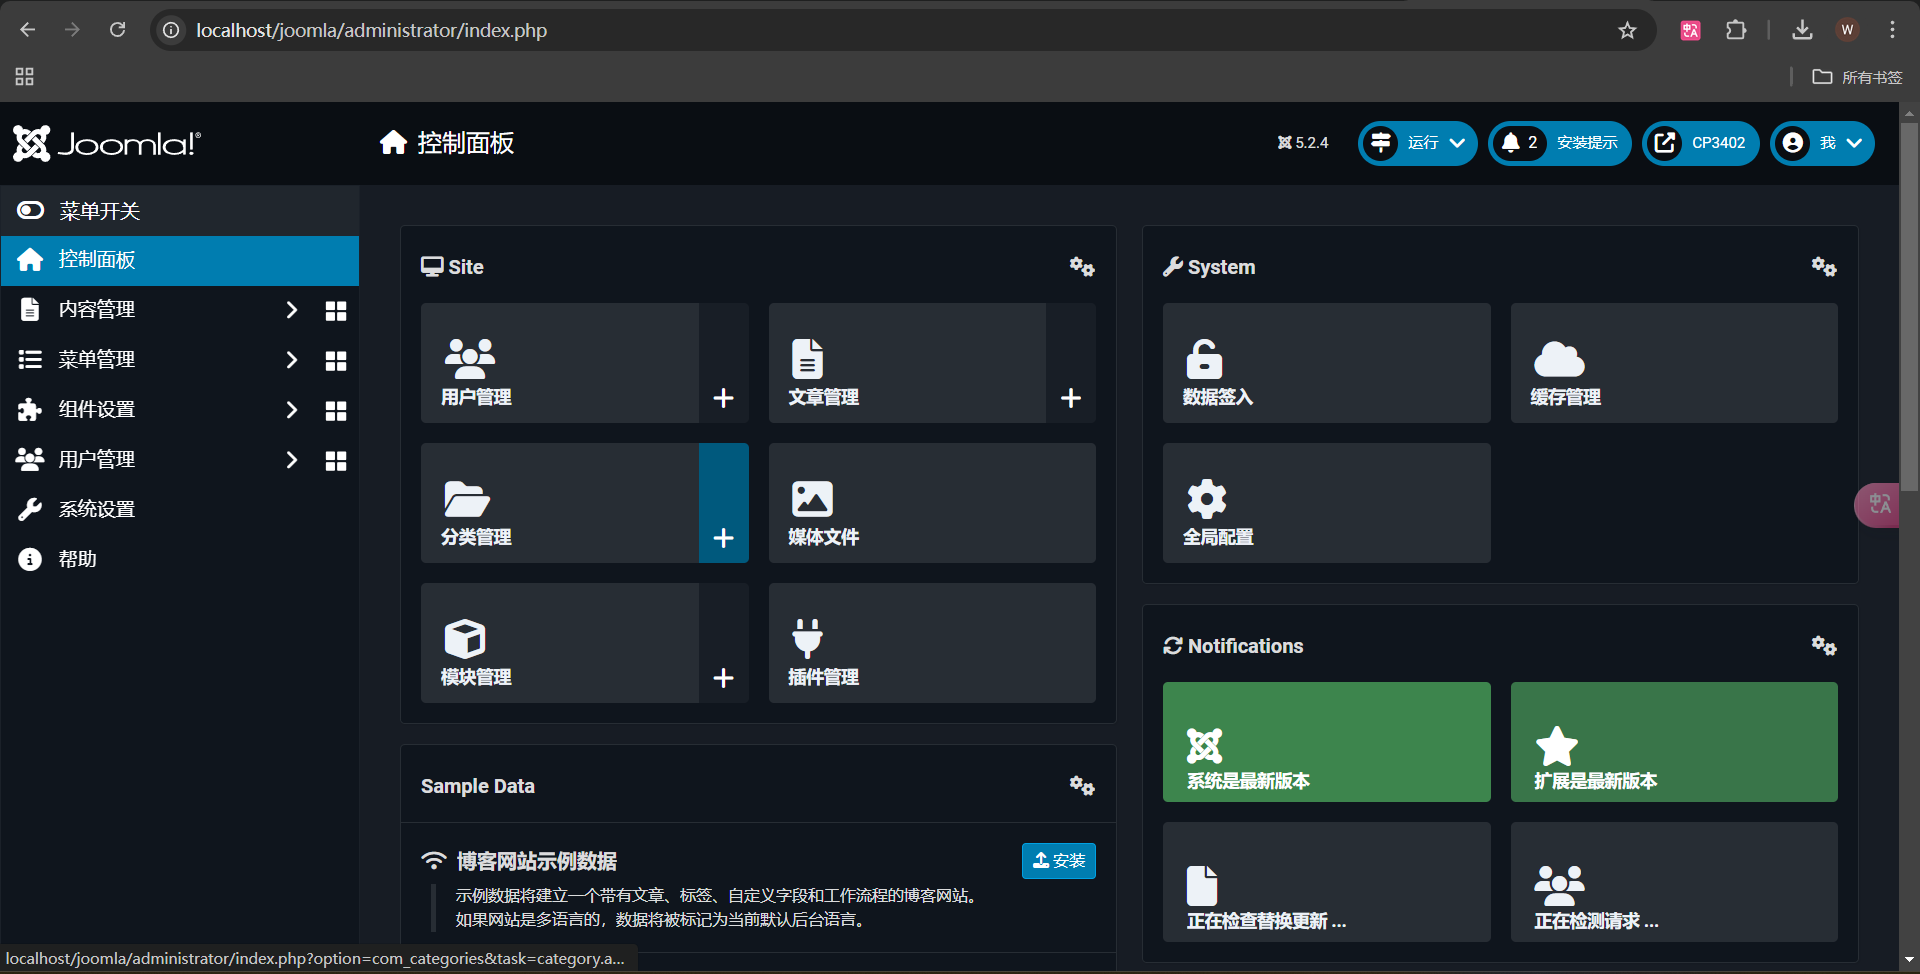 localhost/joomla/administrator/index.php
W
所有书签
Joomla!®
控制面板
5.2.4
运行
2
安装提示
CP3402
我
菜单开关
控制面板
内容管理
菜单管理
组件设置
用户管理
系统设置
帮助
Site
用户管理
文章管理
分类管理
媒体文件
模块管理
插件管理
Sample Data
博客网站示例数据
安装
示例数据将建立一个带有文章、标签、自定义字段和工作流程的博客网站。
如果网站是多语言的，数据将被标记为当前默认后台语言。
System
数据签入
缓存管理
全局配置
Notifications
系统是最新版本
扩展是最新版本
正在检查替换更新 ...
正在检测请求 ...
中A
localhost/joomla/administrator/index.php?option=com_categories&task=category.a...